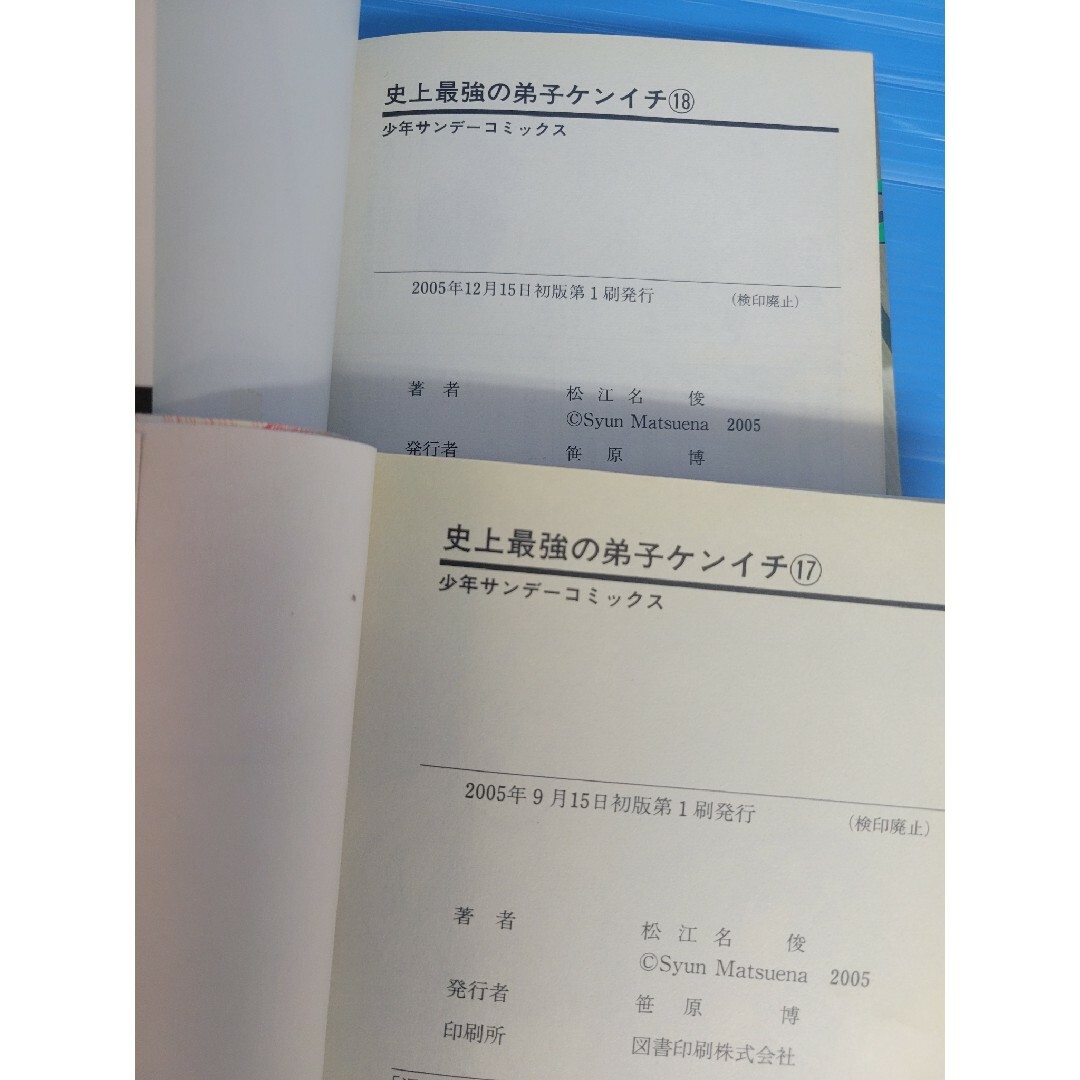 史上最強の弟子ケンイチ⑱
少年サンデーコミックス
2005年12月15日初版第1刷発行 (検印廃止)
著者 松江名 俊
©Syun Matsuena 2005
発行者 笹原 博
史上最強の弟子ケンイチ⑰
少年サンデーコミックス
2005年9月15日初版第1刷発行 (検印廃止)
著者 松江名 俊
©Syun Matsuena 2005
発行者 笹原 博
印刷所 図書印刷株式会社